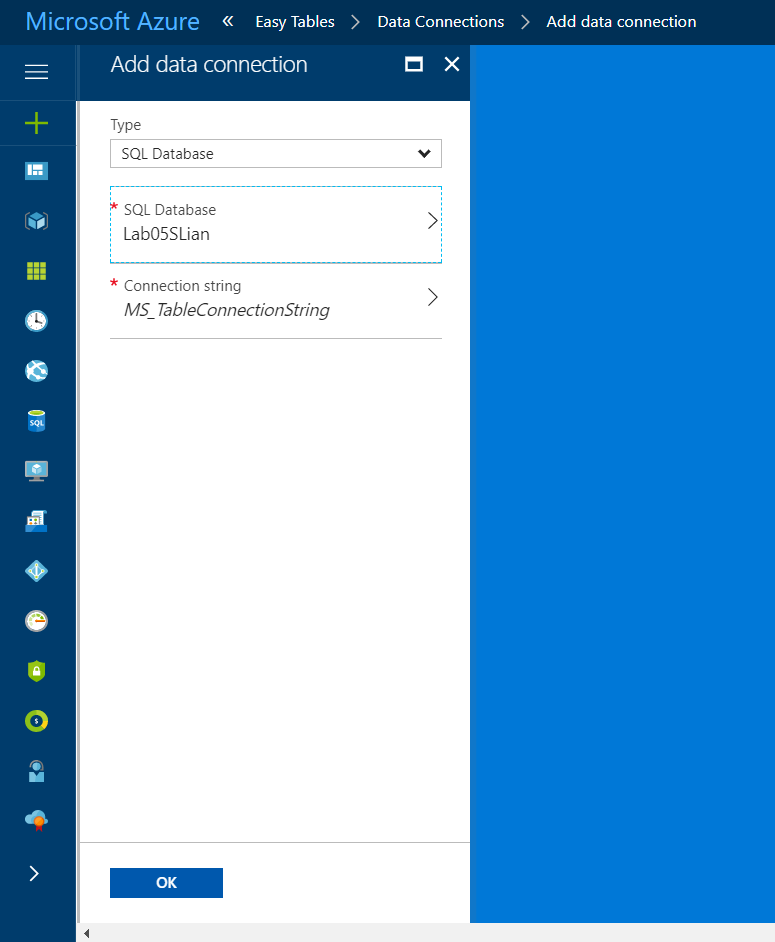 Microsoft Azure « Easy Tables > Data Connections > Add data connection
Add data connection
Type
SQL Database
* SQL Database
Lab05SLian
* Connection string
MS_TableConnectionString
SQL
$
OK